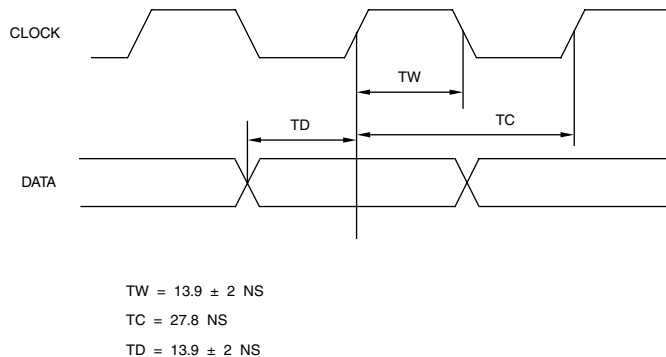 CLOCK
TW
TD
TC
DATA
TW = 13.9 ± 2 NS
TC = 27.8 NS
TD = 13.9 ± 2 NS